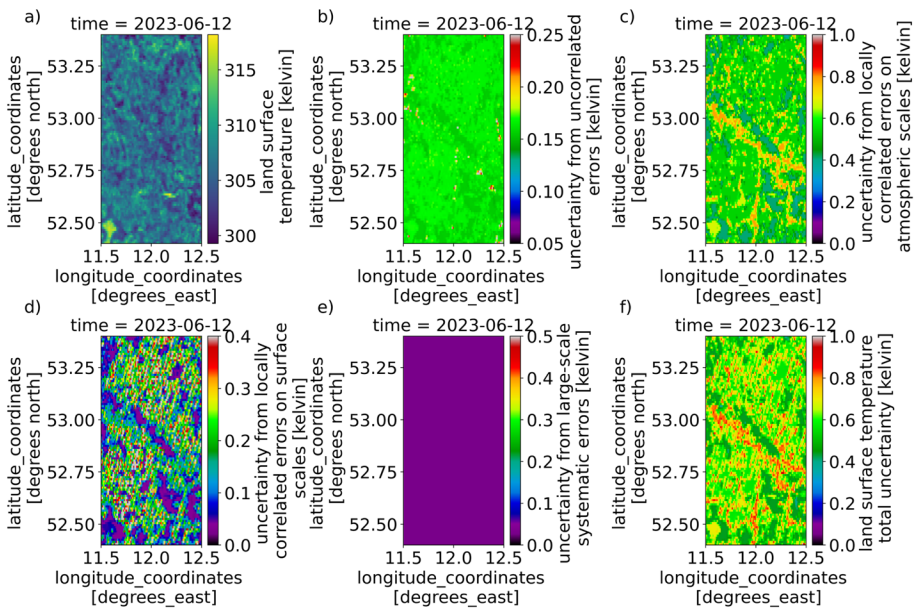 a)
time = 2023-06-12
53.25
53.00
52.75
52.50
11.5 12.0 12.5
latitude_coordinates
[degrees north]
longitude_coordinates
[degrees_east]
315
310
305
300
land surface
temperature [kelvin]
b)
time = 2023-06-12
53.25
53.00
52.75
52.50
11.5 12.0 12.5
latitude_coordinates
[degrees north]
longitude_coordinates
[degrees_east]
0.25
0.20
0.15
0.10
0.05
uncertainty from uncorrelated
errors [kelvin]
c)
time = 2023-06-12
53.25
53.00
52.75
52.50
11.5 12.0 12.5
latitude_coordinates
[degrees north]
longitude_coordinates
[degrees_east]
1.0
0.8
0.6
0.4
0.2
0.0
uncertainty from locally
correlated errors on
atmospheric scales [kelvin]
d)
time = 2023-06-12
53.25
53.00
52.75
52.50
11.5 12.0 12.5
latitude_coordinates
[degrees north]
longitude_coordinates
[degrees_east]
0.4
0.3
0.2
0.1
0.0
uncertainty from locally
correlated errors on surface
scales [kelvin]
e)
time = 2023-06-12
53.25
53.00
52.75
52.50
11.5 12.0 12.5
latitude_coordinates
[degrees north]
longitude_coordinates
[degrees_east]
0.5
0.4
0.3
0.2
0.1
0.0
uncertainty from large-scale
systematic errors [kelvin]
f)
time = 2023-06-12
53.25
53.00
52.75
52.50
11.5 12.0 12.5
latitude_coordinates
[degrees north]
longitude_coordinates
[degrees_east]
1.0
0.8
0.6
0.4
0.2
0.0
land surface temperature
total uncertainty [kelvin]